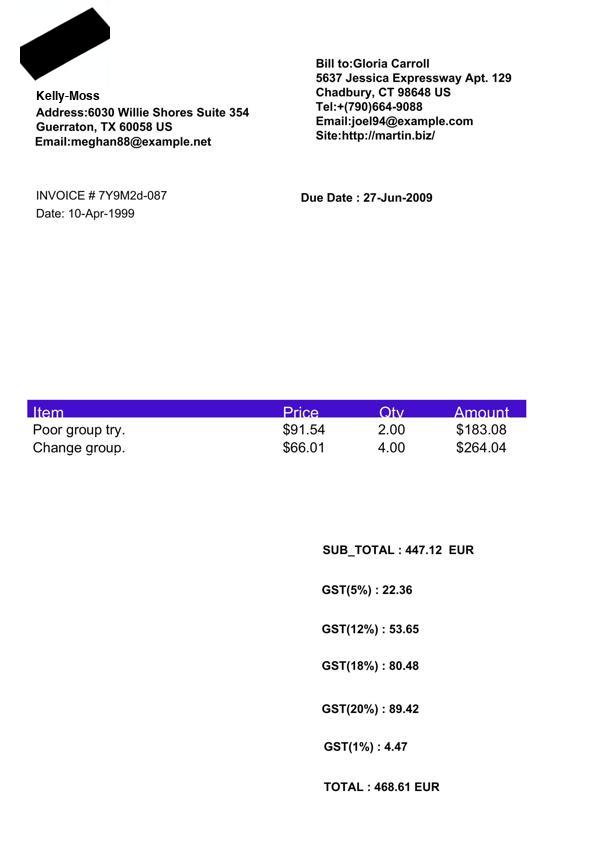 Kelly-Moss
Address:6030 Willie Shores Suite 354
Guerraton, TX 60058 US
Email:meghan88@example.net
Bill to:Gloria Carroll
5637 Jessica Expressway Apt. 129
Chadbury, CT 98648 US
Tel:+(790)664-9088
Email:joel94@example.com
Site:http://martin.biz/
INVOICE # 7Y9M2d-087
Date: 10-Apr-1999
Due Date : 27-Jun-2009
Item Price Qty Amount
Poor group try. $91.54 2.00 $183.08
Change group. $66.01 4.00 $264.04
SUB_TOTAL : 447.12 EUR
GST(5%) : 22.36
GST(12%) : 53.65
GST(18%) : 80.48
GST(20%) : 89.42
GST(1%) : 4.47
TOTAL : 468.61 EUR